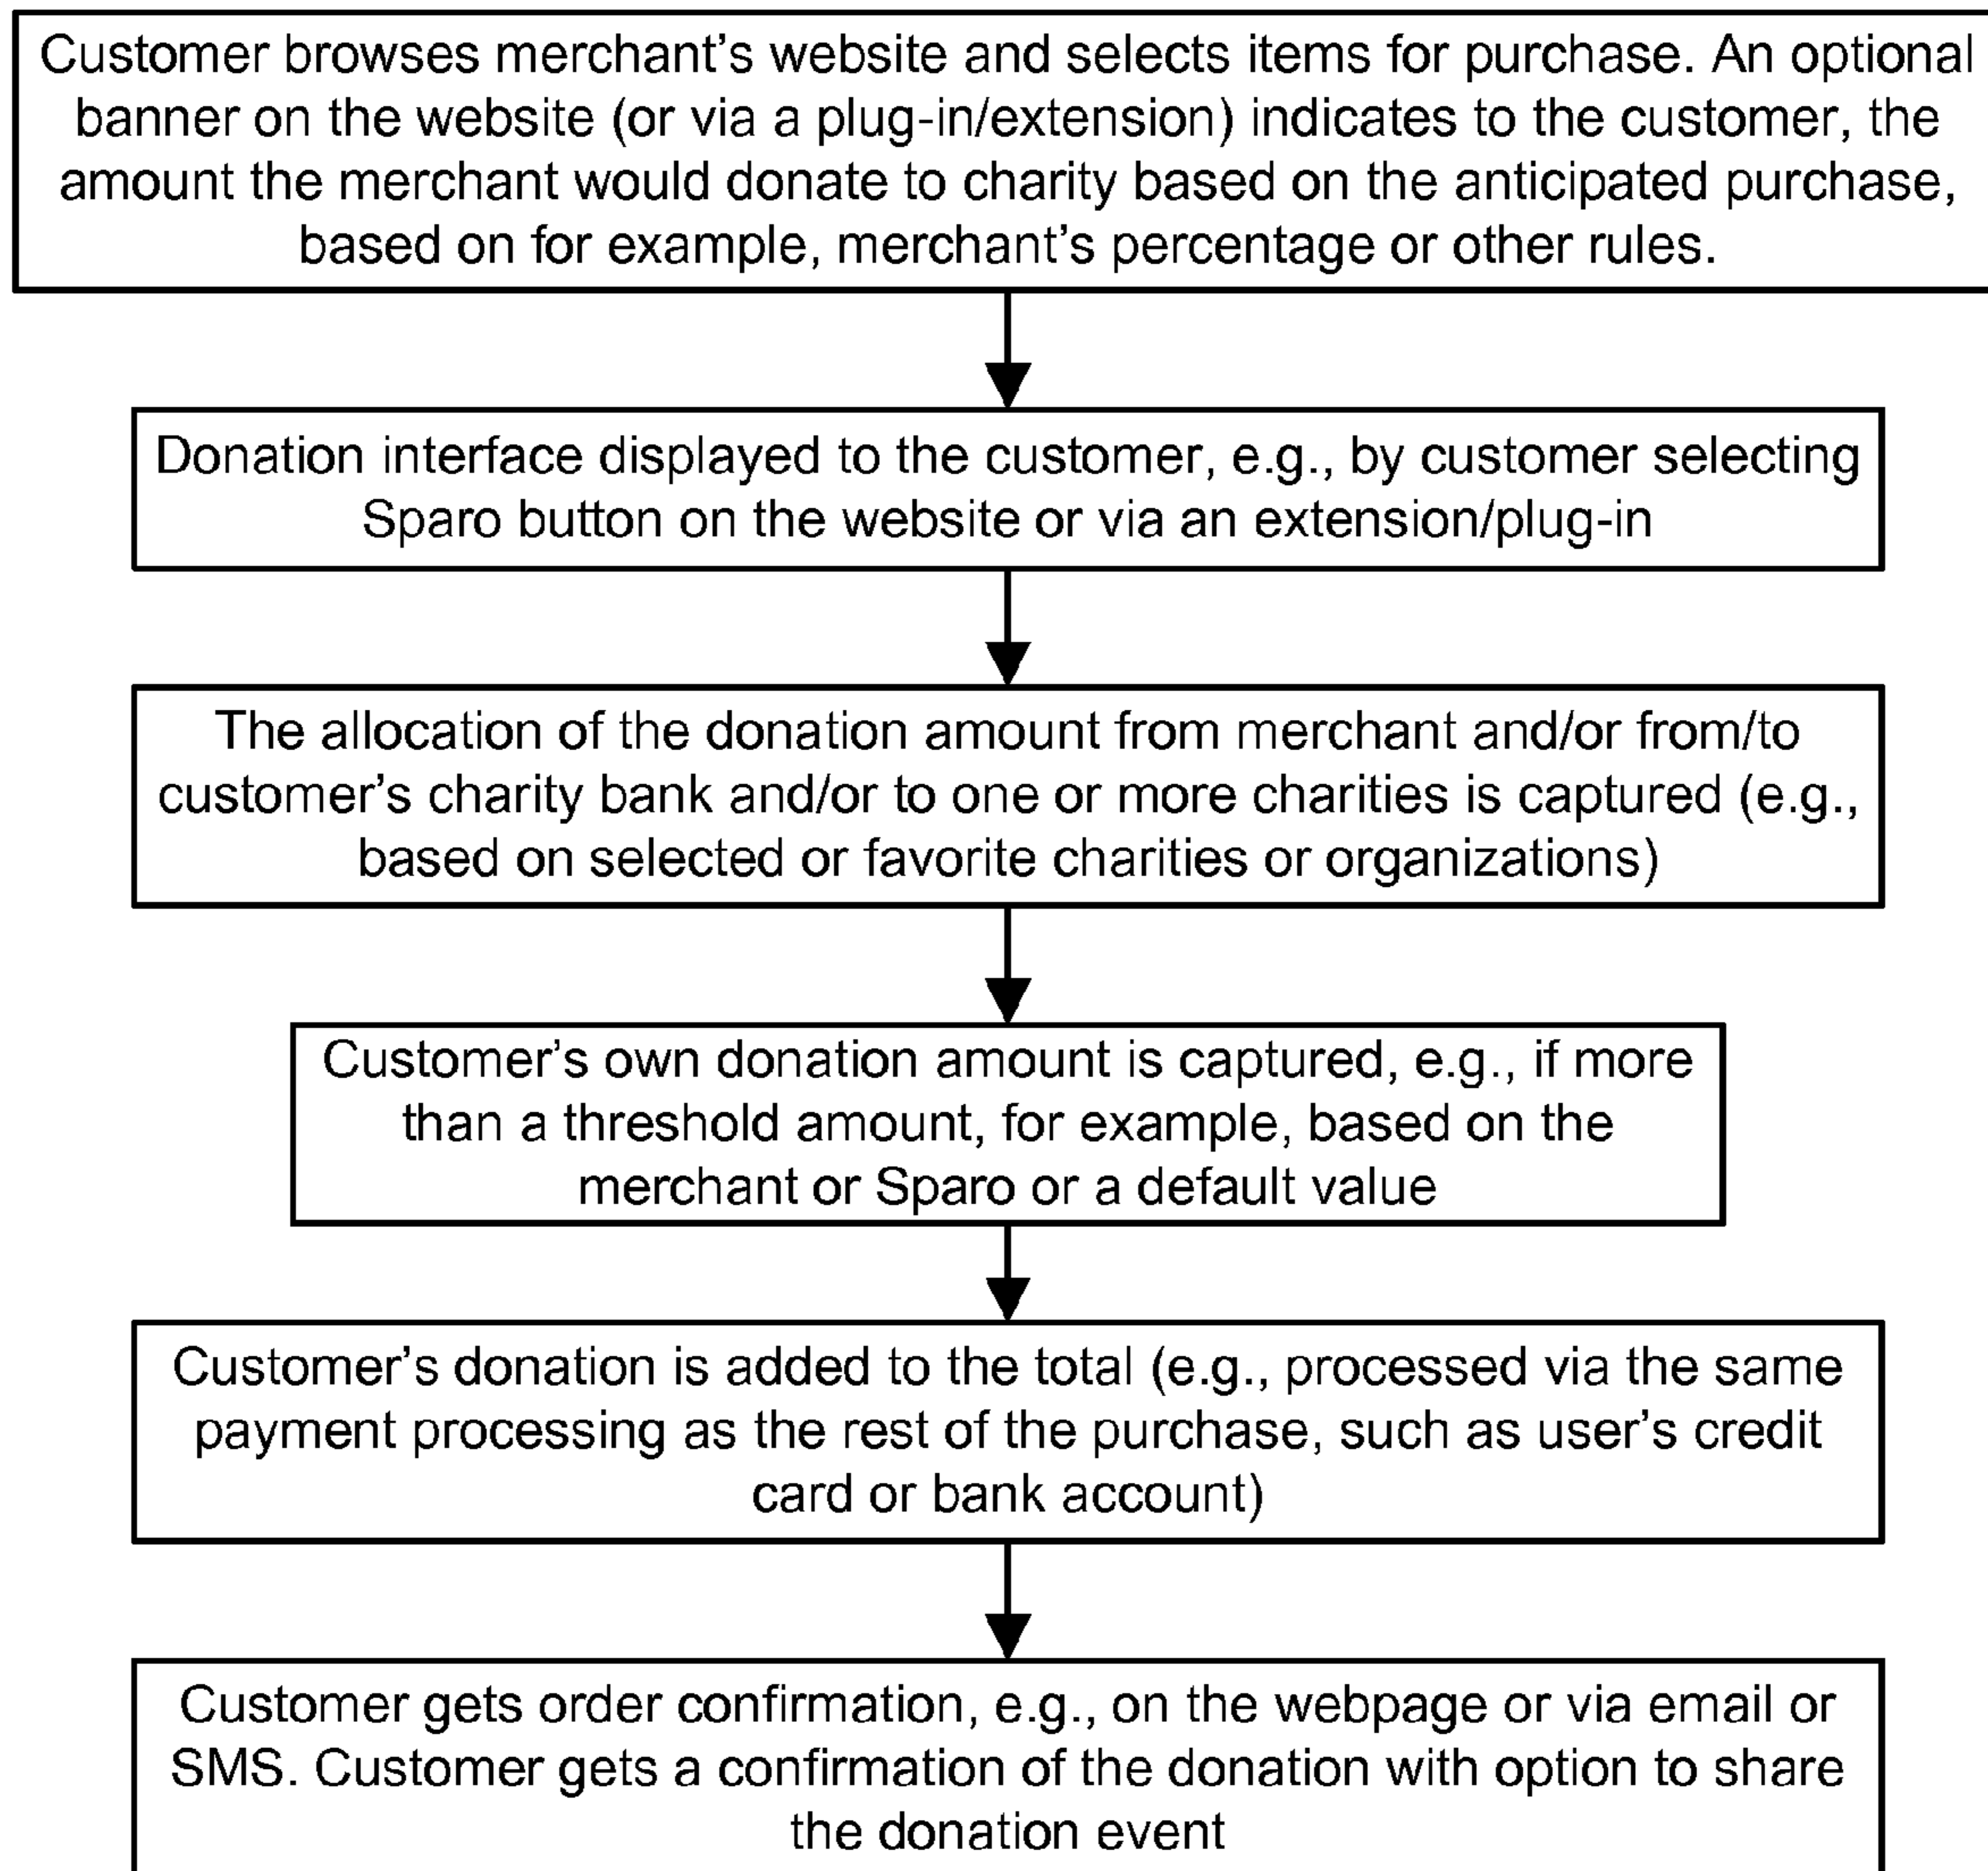 Customer browses merchant’s website and selects items for purchase. An optional
banner on the website (or via a plug-in/extension) indicates to the customer, the
amount the merchant would donate to charity based on the anticipated purchase,
based on for example, merchant’s percentage or other rules.
Donation interface displayed to the customer, e.g., by customer selecting
Sparo button on the website or via an extension/plug-in
The allocation of the donation amount from merchant and/or from/to
customer’s charity bank and/or to one or more charities is captured (e.g.,
based on selected or favorite charities or organizations)
Customer’s own donation amount is captured, e.g., if more
than a threshold amount, for example, based on the
merchant or Sparo or a default value
Customer’s donation is added to the total (e.g., processed via the same
payment processing as the rest of the purchase, such as user’s credit
card or bank account)
Customer gets order confirmation, e.g., on the webpage or via email or
SMS. Customer gets a confirmation of the donation with option to share
the donation event